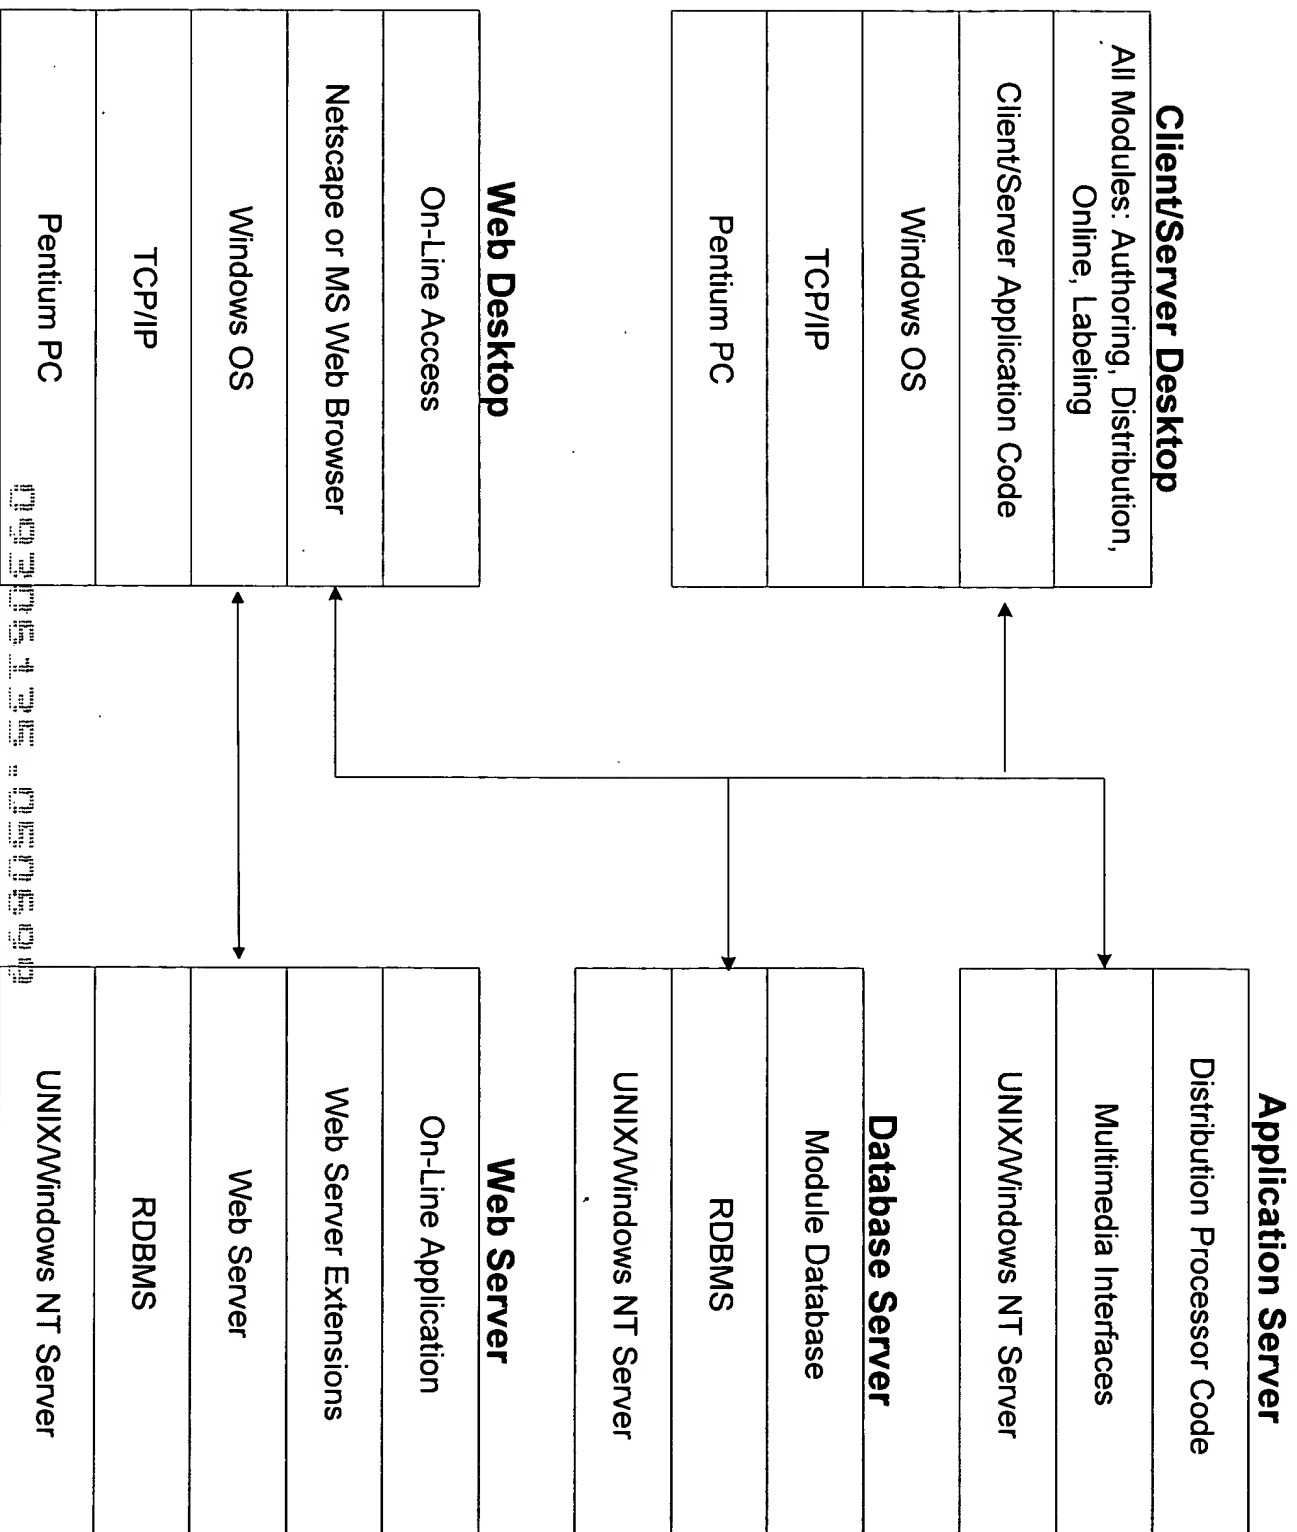 Client/Server Desktop
All Modules: Authoring, Distribution,
Online, Labeling
Client/Server Application Code
Windows OS
TCP/IP
Pentium PC
Web Desktop
On-Line Access
Netscape or MS Web Browser
Windows OS
TCP/IP
Pentium PC
Application Server
Distribution Processor Code
Multimedia Interfaces
UNIX/Windows NT Server
Database Server
Module Database
RDBMS
UNIX/Windows NT Server
Web Server
On-Line Application
Web Server Extensions
Web Server
RDBMS
UNIX/Windows NT Server
09306135.050699